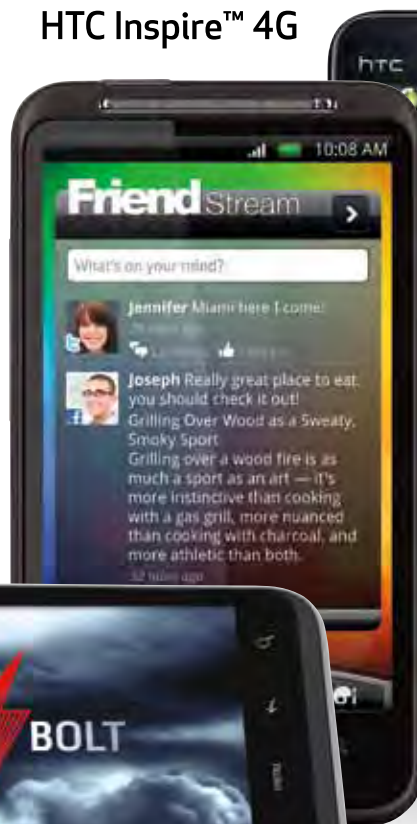 HTC Inspire™ 4G
htc
10:08 AM
Friend Stream
What's on your mind?
Jennifer Miami here I come!
Joseph Really great place to eat,
you should check it out!
Grilling Over Wood as a Sweaty,
Smoky Sport
Grilling over a wood fire is as
much a sport as an art — it's
more instinctive than cooking
with a gas grill, more nuanced
than cooking with charcoal, and
more athletic than both.
ago
BOLT